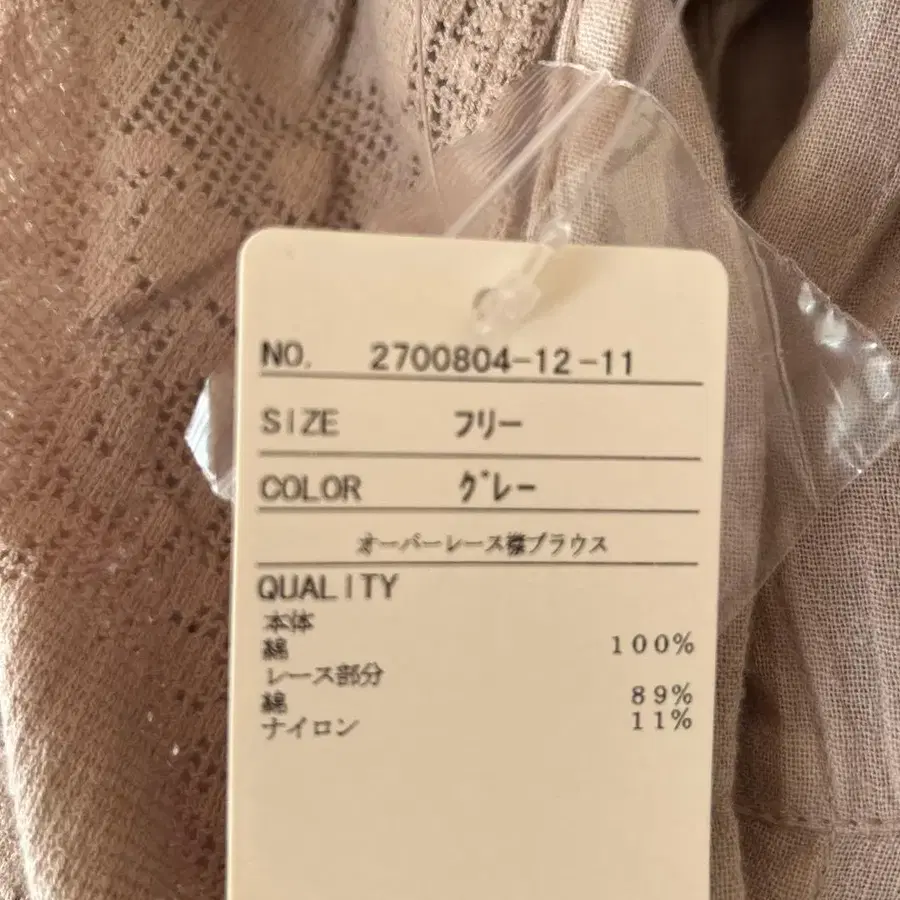 NO. 2700804-12-11
SIZE フリー
COLOR グレー
オーバーレース襟ブラウス
QUALITY
本体
綿 100%
レース部分
綿 89%
ナイロン 11%